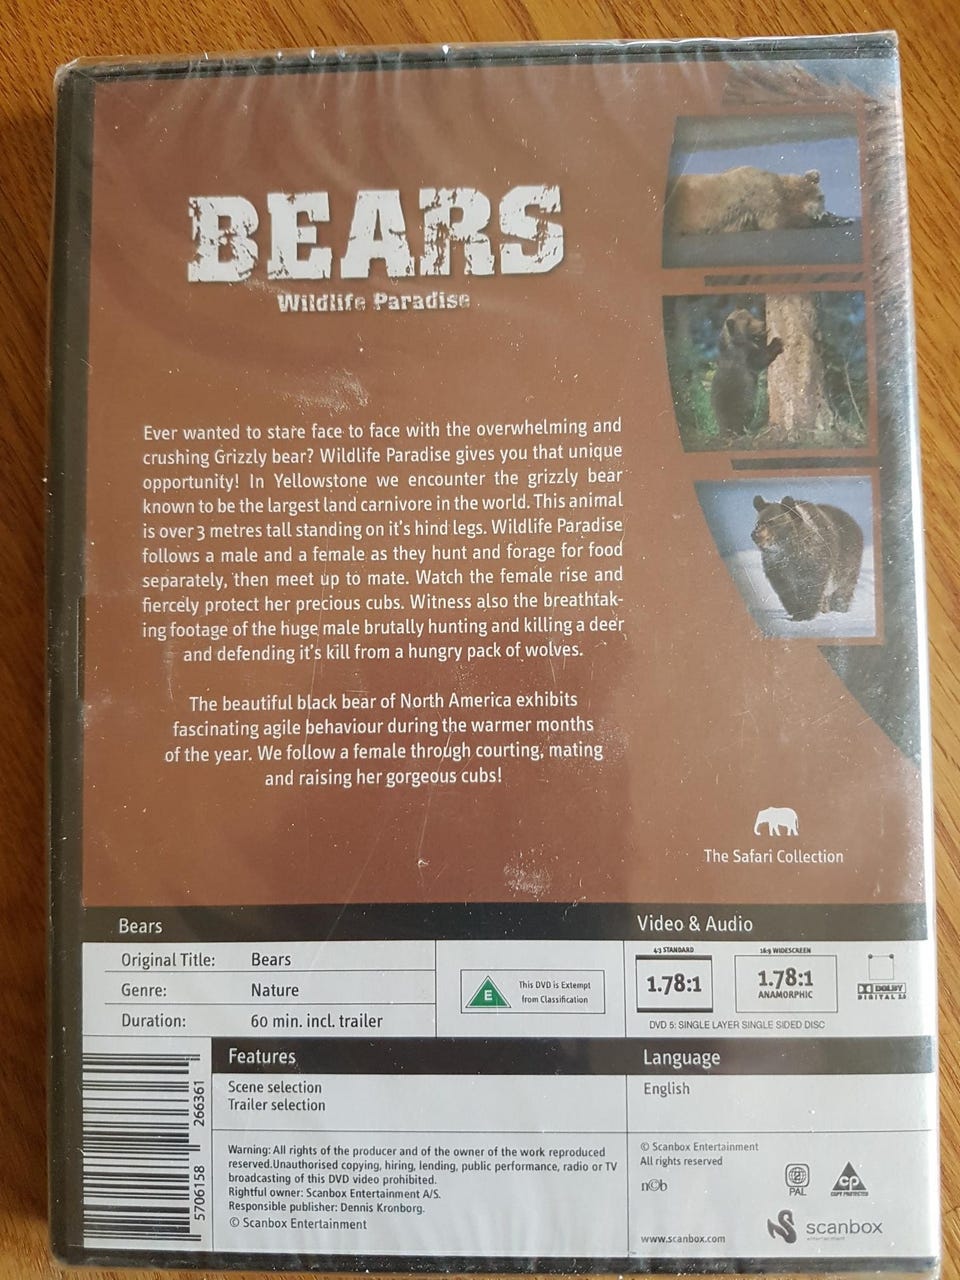 BEARS
Wildlife Paradise
Ever wanted to stare face to face with the overwhelming and
crushing Grizzly bear? Wildlife Paradise gives you that unique
opportunity! In Yellowstone we encounter the grizzly bear
known to be the largest land carnivore in the world. This animal
is over 3 metres tall standing on it's hind legs. Wildlife Paradise
follows a male and a female as they hunt and forage for food
separately, then meet up to mate. Watch the female rise and
fiercely protect her precious cubs. Witness also the breathtak-
ing footage of the huge male brutally hunting and killing a deer
and defending it's kill from a hungry pack of wolves.
The beautiful black bear of North America exhibits
fascinating agile behaviour during the warmer months
of the year. We follow a female through courting, mating
and raising her gorgeous cubs!
The Safari Collection
Bears
Original Title: Bears
Genre: Nature
Duration: 60 min. incl. trailer
E
This DVD is Exempt
from Classification
Video & Audio
4:3 STANDARD
1.78:1
16:9 WIDESCREEN
1.78:1
ANAMORPHIC
DOLBY
DIGITAL 2.0
DVD 5: SINGLE LAYER SINGLE SIDED DISC
Features
Scene selection
Trailer selection
Language
English
5706158 266361
Warning: All rights of the producer and of the owner of the work reproduced
reserved.Unauthorised copying, hiring, lending, public performance, radio or TV
broadcasting of this DVD video prohibited.
Rightful owner: Scanbox Entertainment A/S.
Responsible publisher: Dennis Kronborg.
© Scanbox Entertainment
© Scanbox Entertainment
All rights reserved
n©b
PAL
CP
COPY PROTECTED
www.scanbox.com
scanbox
entertainment